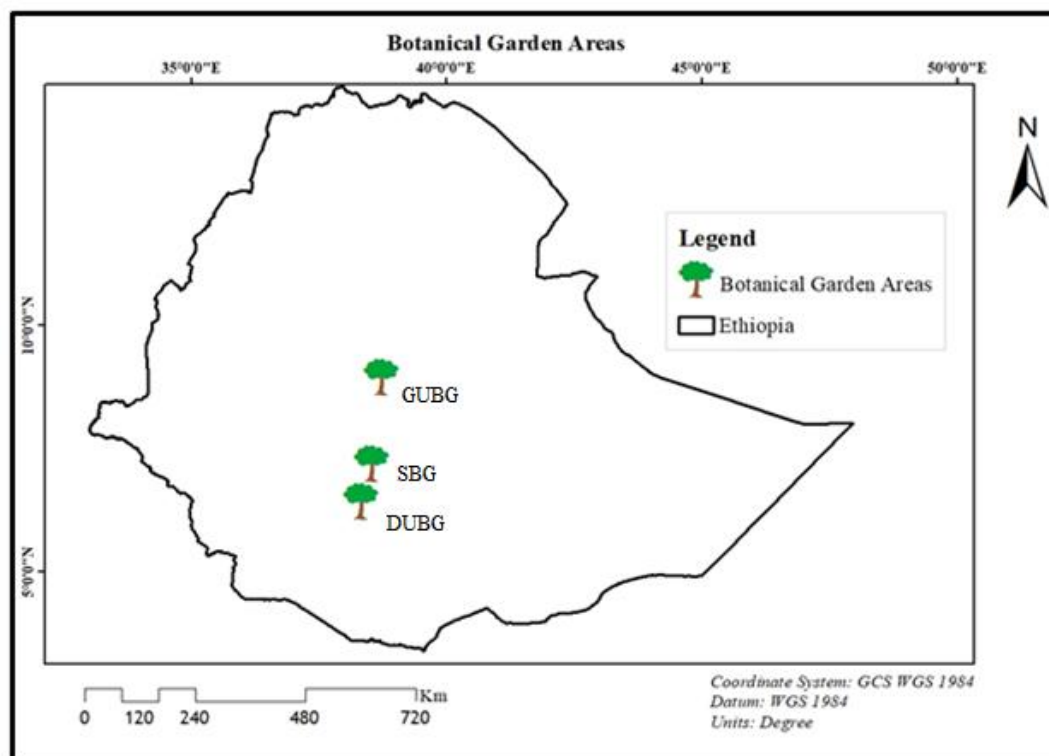 Botanical Garden Areas
35°0'0"E 40°0'0"E 45°0'0"E 50°0'0"E
N
Legend
Botanical Garden Areas
Ethiopia
10°0'0"N
GUBG
SBG
DUBG
5°0'0"N
Km
0 120 240 480 720
Coordinate System: GCS WGS 1984
Datum: WGS 1984
Units: Degree